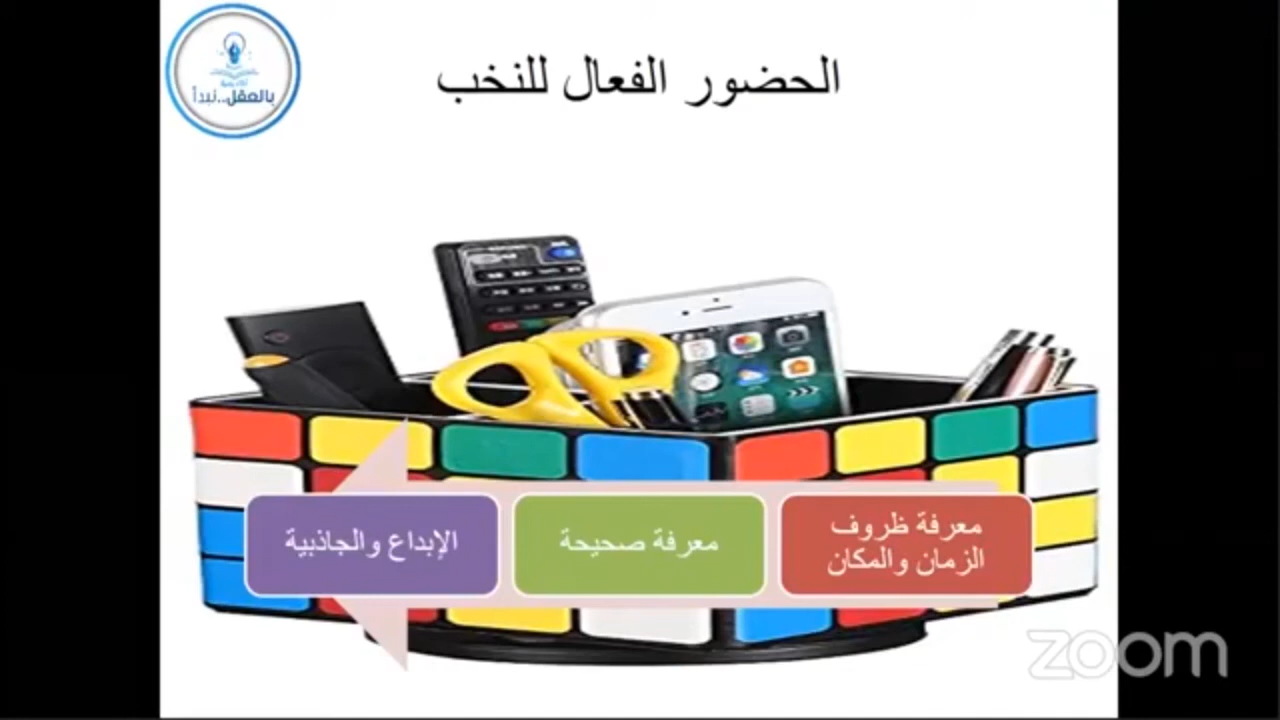 الحضور الفعال للنخب
بالعقل..نبدأ
معرفة ظروف
الزمان والمكان
معرفة صحيحة
الإبداع والجاذبية
zoom